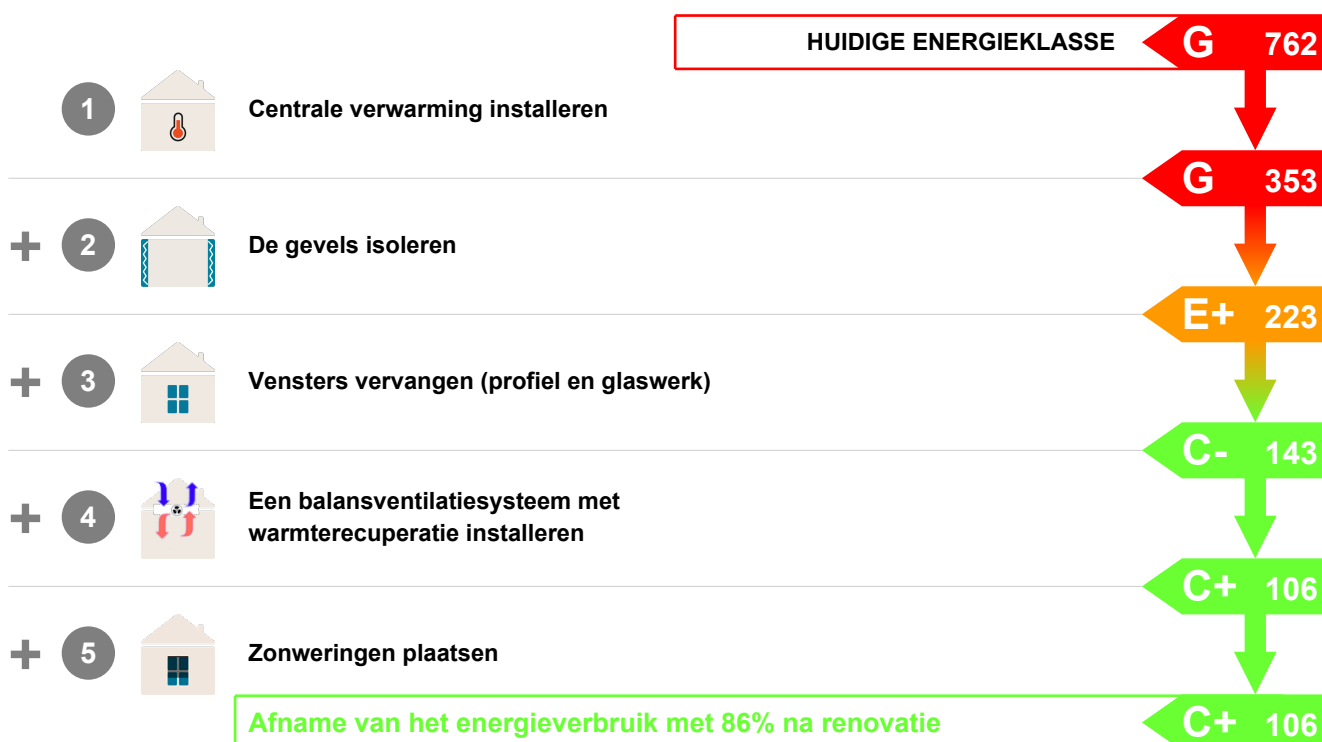 HUIDIGE ENERGIEKLASSE G 762
1 Centrale verwarming installeren
G 353
+ 2 De gevels isoleren
E+ 223
+ 3 Vensters vervangen (profiel en glaswerk)
C- 143
+ 4 Een balansventilatiesysteem met
warmterecuperatie installeren
C+ 106
+ 5 Zonweringen plaatsen
Afname van het energieverbruik met 86% na renovatie C+ 106